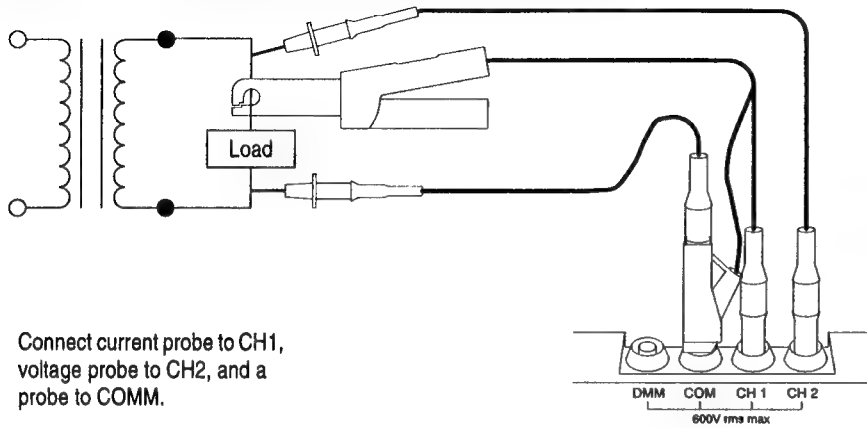 Load
Connect current probe to CH1,
voltage probe to CH2, and a
probe to COMM.
DMM COM CH 1 CH 2
600V rms max